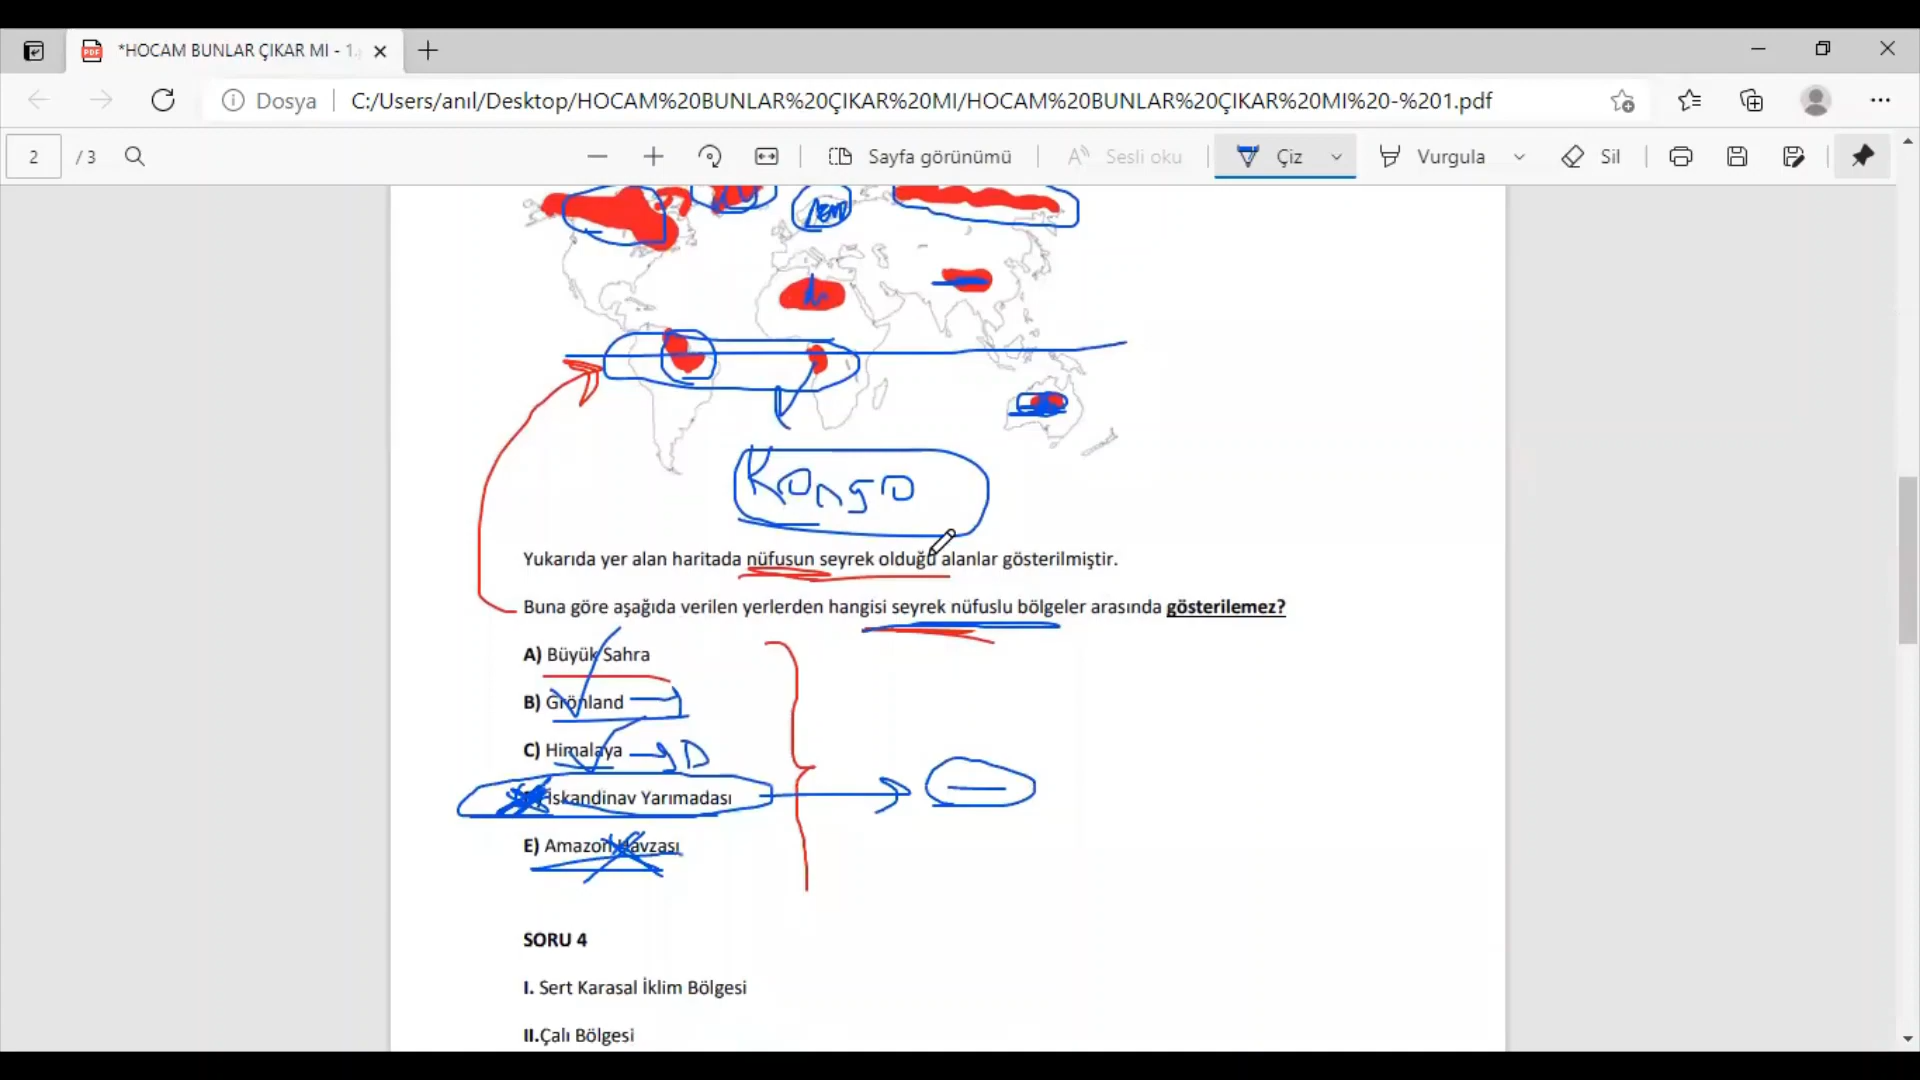 *HOCAM BUNLAR ÇIKAR MI - 1.
Dosya
C:/Users/anıl/Desktop/HOCAM%20BUNLAR%20ÇIKAR%20MI/HOCAM%20BUNLAR%20ÇIKAR%20MI%20-%201.pdf
2 / 3
Sayfa görünümü
Sesli oku
Çiz
Vurgula
Sil
Kongo
Yukarıda yer alan haritada nüfusun seyrek olduğu alanlar gösterilmiştir.
Buna göre aşağıda verilen yerlerden hangisi seyrek nüfuslu bölgeler arasında gösterilemez?
A) Büyük Sahra
B) Grönland
C) Himalaya D
İskandinav Yarımadası
E) Amazon Havzası
SORU 4
I. Sert Karasal İklim Bölgesi
II.Çalı Bölgesi